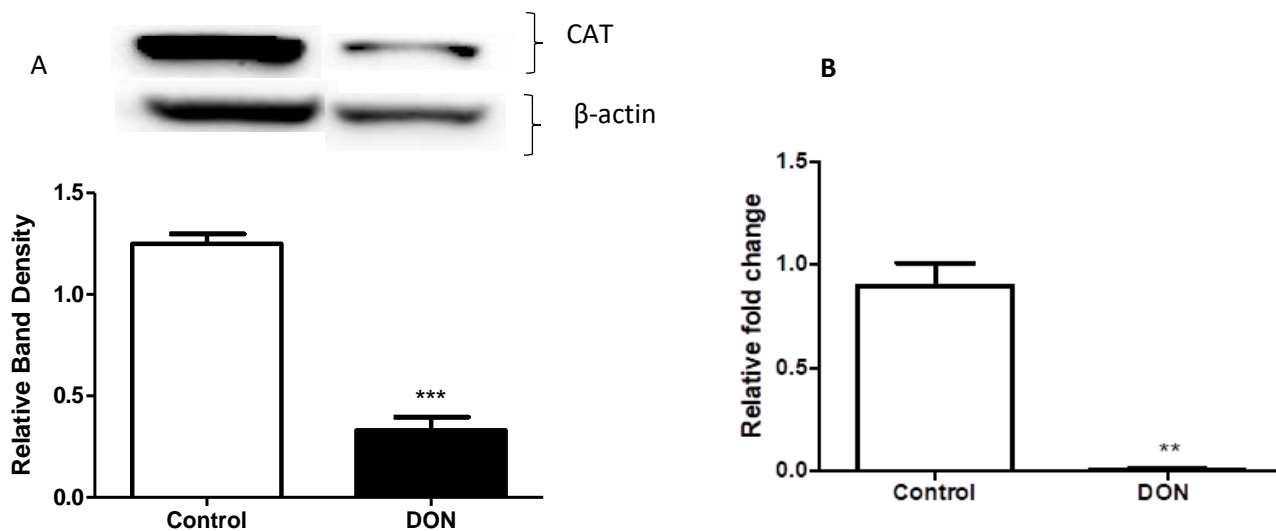 A
CAT
β-actin
Relative Band Density
1.5
1.0
0.5
0.0
***
Control
DON
B
Relative fold change
1.5
1.0
0.5
0.0
**
Control
DON